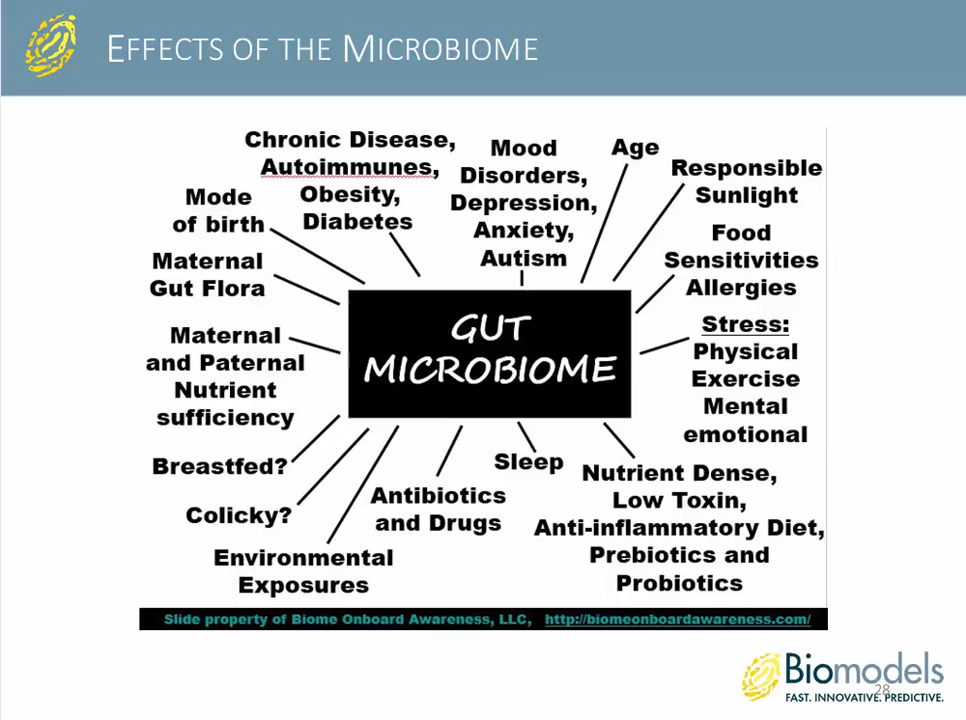 EFFECTS OF THE MICROBIOME
Chronic Disease,
Autoimmunes,
Obesity,
Diabetes
Mood
Disorders,
Depression,
Anxiety,
Autism
Age
Responsible
Sunlight
Mode
of birth
Food
Sensitivities
Allergies
Maternal
Gut Flora
GUT
MICROBIOME
Stress:
Physical
Exercise
Mental
emotional
Maternal
and Paternal
Nutrient
sufficiency
Breastfed?
Sleep
Nutrient Dense,
Low Toxin,
Anti-inflammatory Diet,
Prebiotics and
Probiotics
Colicky?
Antibiotics
and Drugs
Environmental
Exposures
Slide property of Biome Onboard Awareness, LLC, http://biomeonboardawareness.com/
Biomodels
28
FAST. INNOVATIVE. PREDICTIVE.